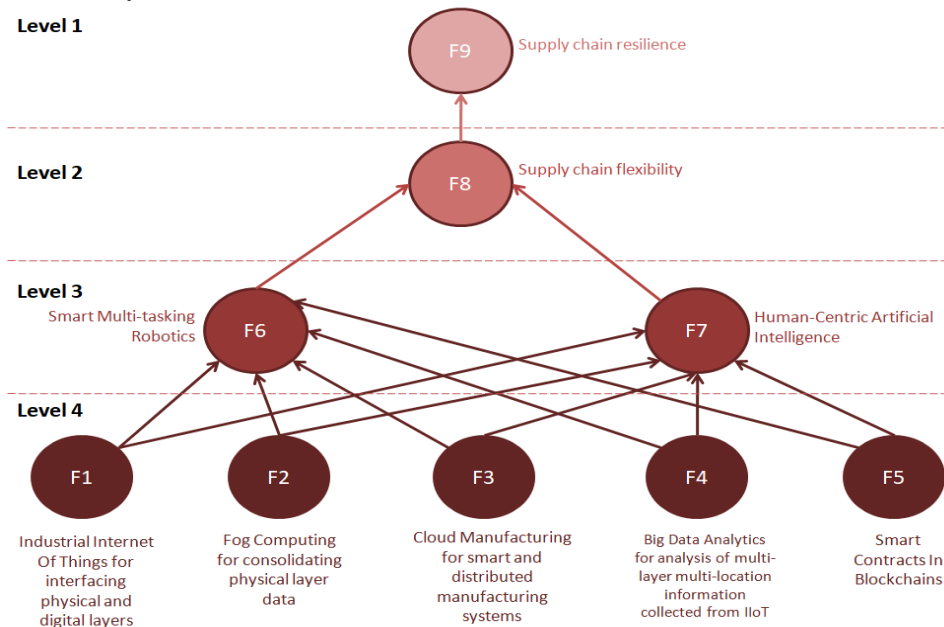 Level 1
F9
Supply chain resilience
Level 2
F8
Supply chain flexibility
Level 3
Smart Multi-tasking
Robotics
F6
F7
Human-Centric Artificial
Intelligence
Level 4
F1
F2
F3
F4
F5
Industrial Internet
Of Things for
interfacing
physical and
digital layers
Fog Computing
for consolidating
physical layer
data
Cloud Manufacturing
for smart and
distributed
manufacturing
systems
Big Data Analytics
for analysis of multi-
layer multi-location
information
collected from IIoT
Smart
Contracts In
Blockchains